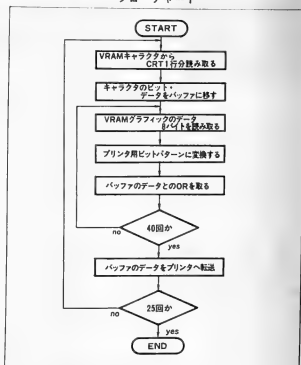 フローチャート
START
VRAMキャラクタから
CRT1行分読み取る
キャラクタのビット・
データをバッファに移す
VRAMグラフィックのデータ
8バイトを読み取る
プリンタ用ビットパターンに変換する
バッファのデータとのORを取る
40回か
no
yes
バッファのデータをプリンタへ転送
25回か
no
yes
END